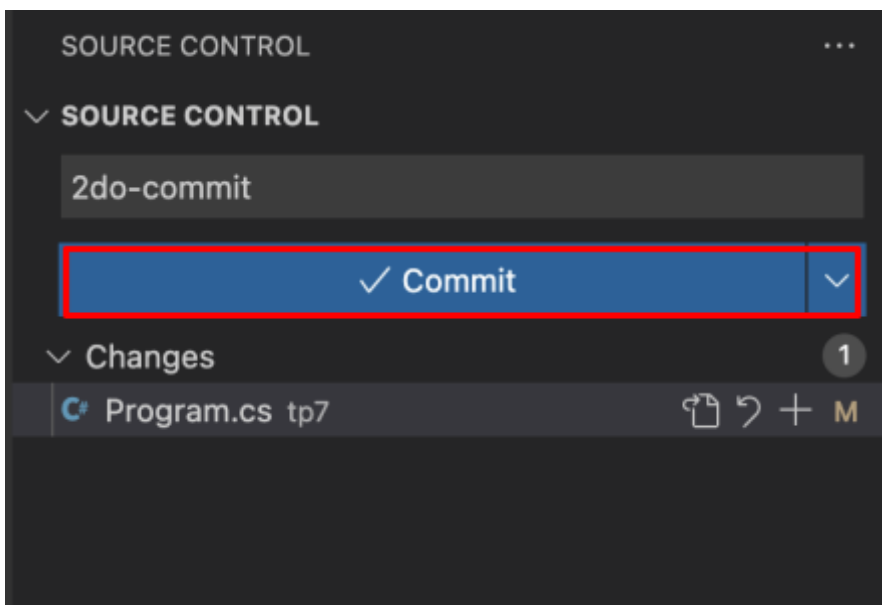 SOURCE CONTROL ...
SOURCE CONTROL
2do-commit
Commit
Changes 1
C# Program.cs tp7 M